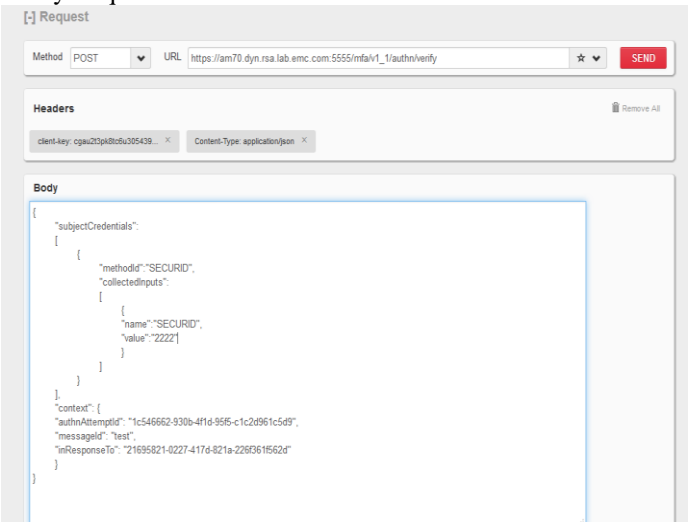 [-] Request
Method POST URL https://am70.dyn.rsa.lab.emc.com:5555/mfa/v1_1/authn/verify SEND
Headers Remove All
client-key: cgau2t3pk8tc6u305439... × Content-Type: application/json ×
Body
{
"subjectCredentials":
[
{
"methodId":"SECURID",
"collectedInputs":
[
{
"name":"SECURID",
"value":"2222"
}
]
}
],
"context": {
"authnAttemptId": "1c546662-930b-4f1d-95f5-c1c2d961c5d9",
"messageId": "test",
"inResponseTo": "21695821-0227-417d-821a-226f361f562d"
}
}